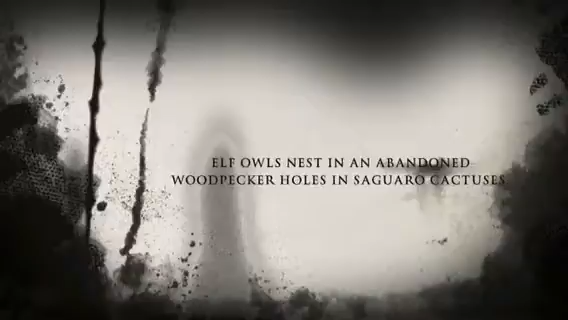 ELF OWLS NEST IN AN ABANDONED
WOODPECKER HOLES IN SAGUARO CACTUSES